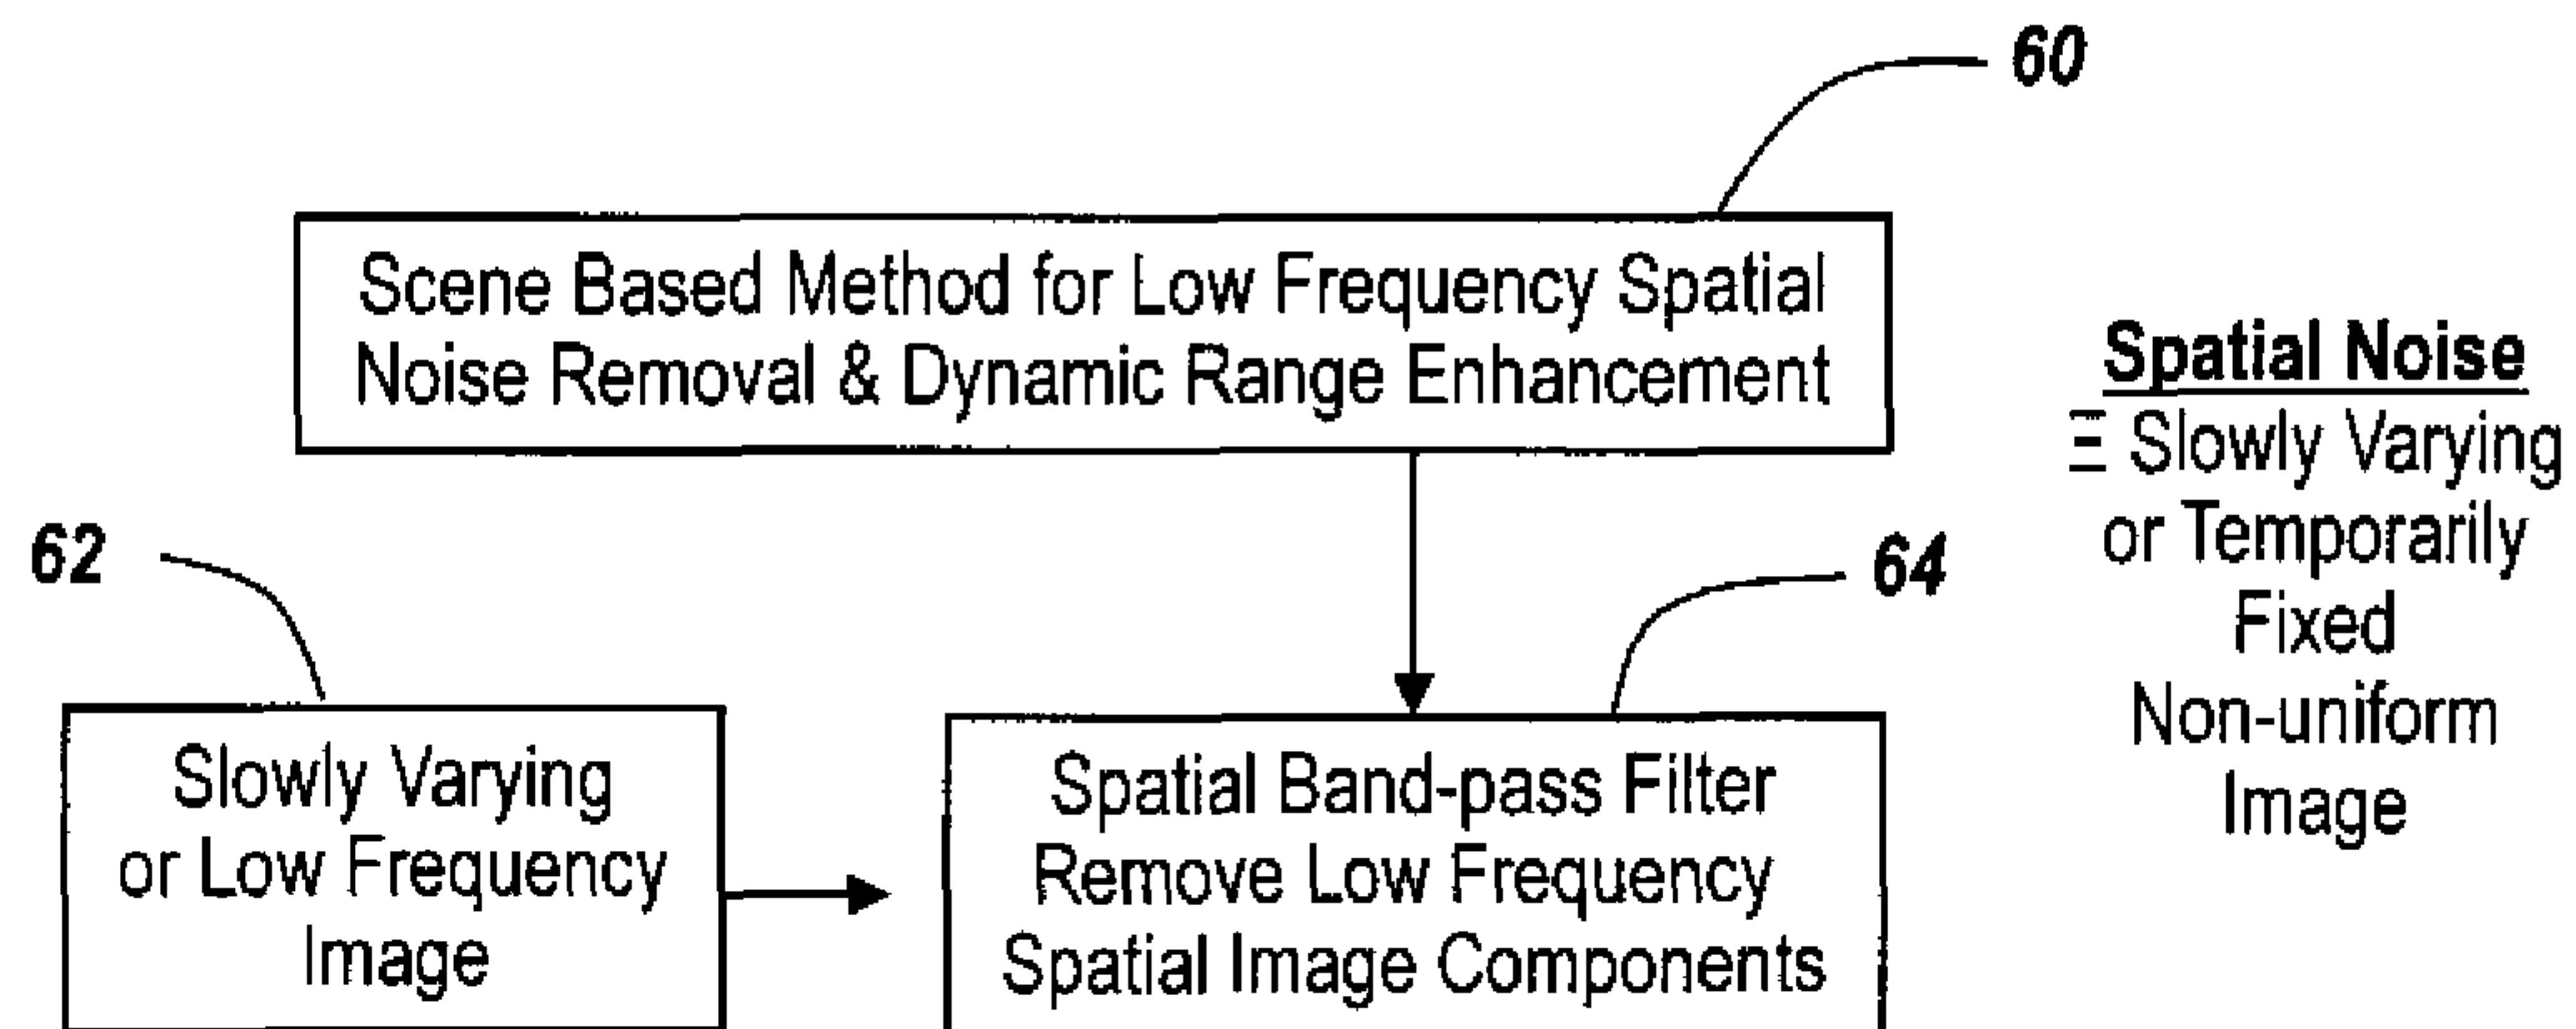 60
Scene Based Method for Low Frequency Spatial
Noise Removal & Dynamic Range Enhancement
Spatial Noise
Ξ Slowly Varying
or Temporarily
Fixed
Non-uniform
Image
62
64
Slowly Varying
or Low Frequency
Image
Spatial Band-pass Filter
Remove Low Frequency
Spatial Image Components